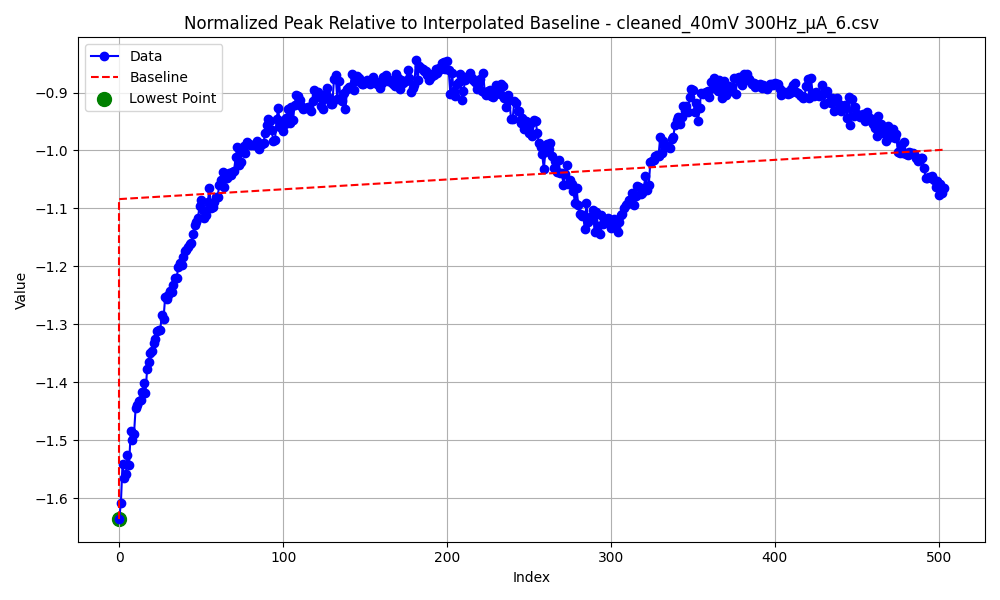 Normalized Peak Relative to Interpolated Baseline - cleaned_40mV 300Hz_µA_6.csv
Data
Baseline
Lowest Point
Value
−0.9
−1.0
−1.1
−1.2
−1.3
−1.4
−1.5
−1.6
0 100 200 300 400 500
Index